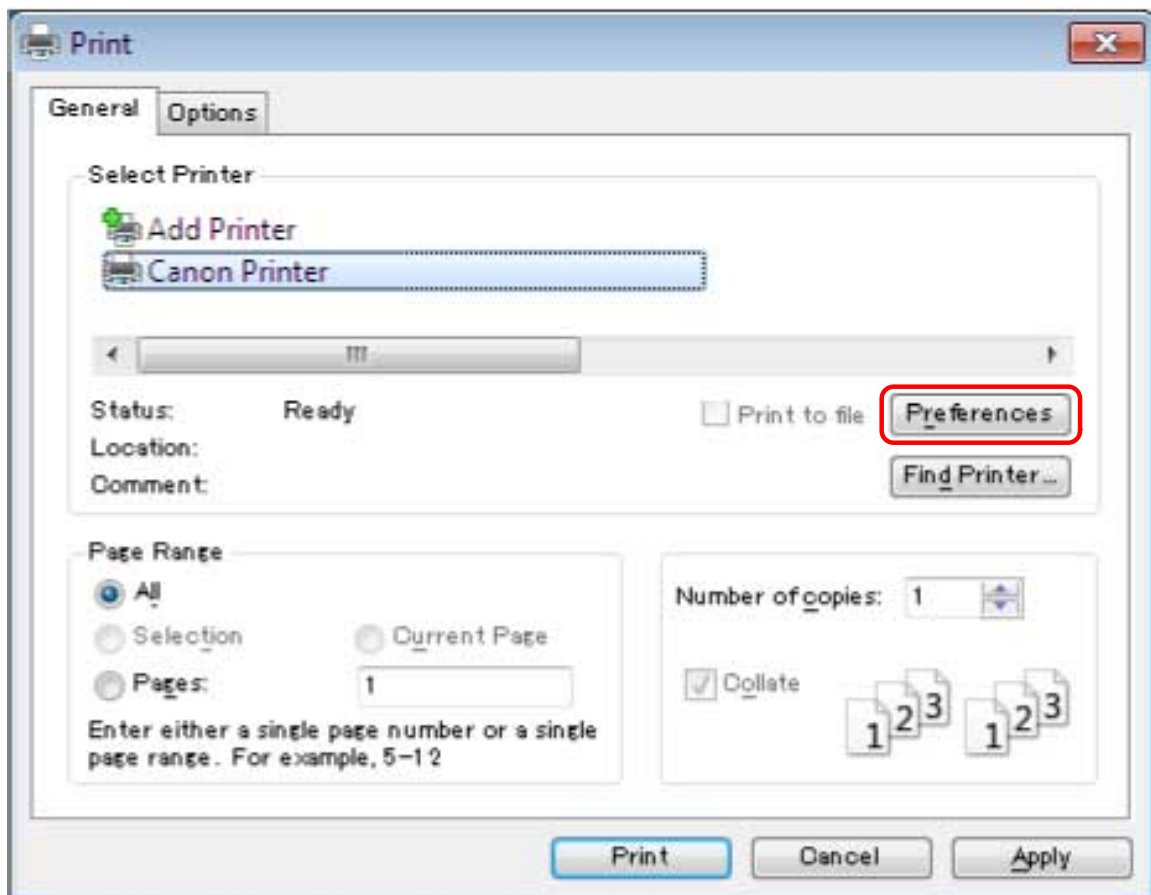 Print
General Options
Select Printer
Add Printer
Canon Printer
Status: Ready
Print to file Preferences
Location:
Comment:
Find Printer...
Page Range
All
Selection Current Page
Pages: 1
Enter either a single page number or a single
page range. For example, 5-12
Number of copies: 1
Collate
1 2 3 1 2 3
Print Cancel Apply